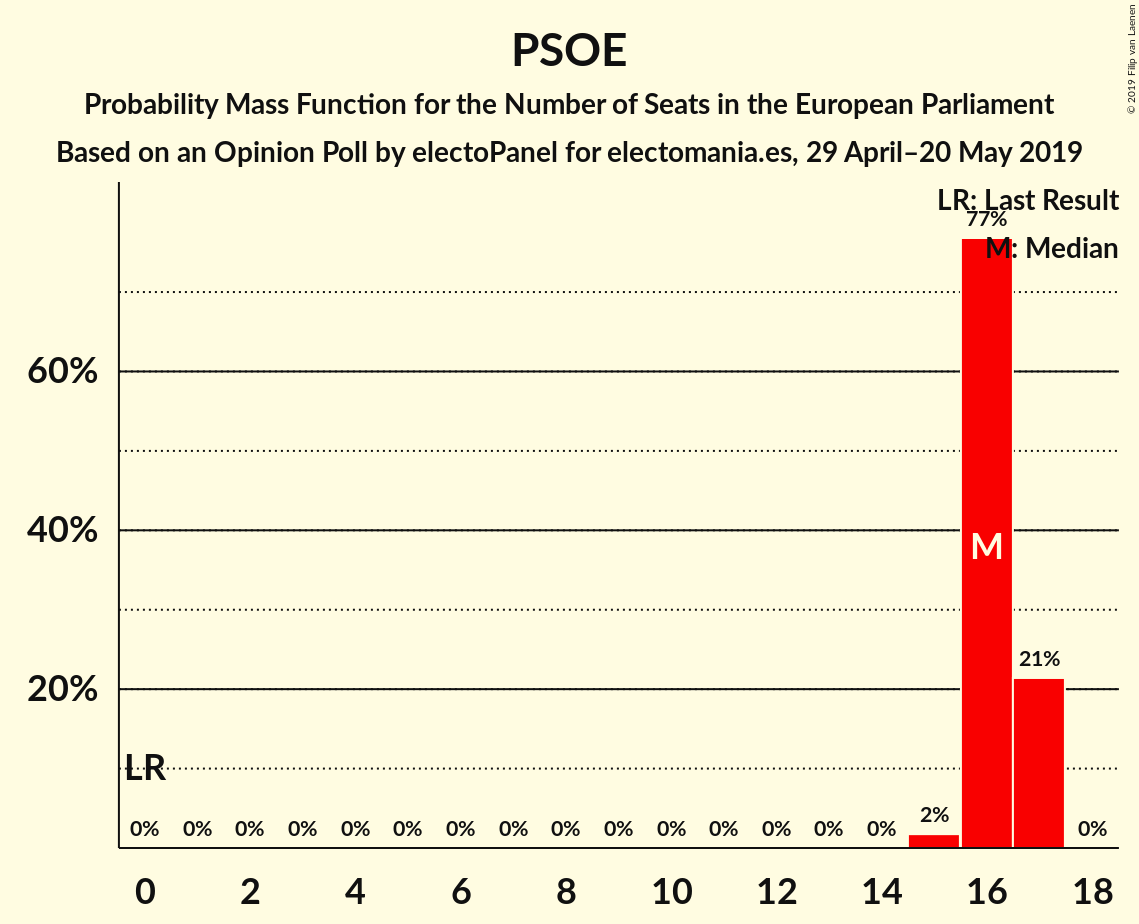 PSOE
Probability Mass Function for the Number of Seats in the European Parliament
Based on an Opinion Poll by electoPanel for electomania.es, 29 April–20 May 2019
© 2019 Filip van Laenen
LR: Last Result
77%
M: Median
60%
40%
M
21%
20%
LR
2%
0% 0% 0% 0% 0% 0% 0% 0% 0% 0% 0% 0% 0% 0% 0% 0%
0 2 4 6 8 10 12 14 16 18